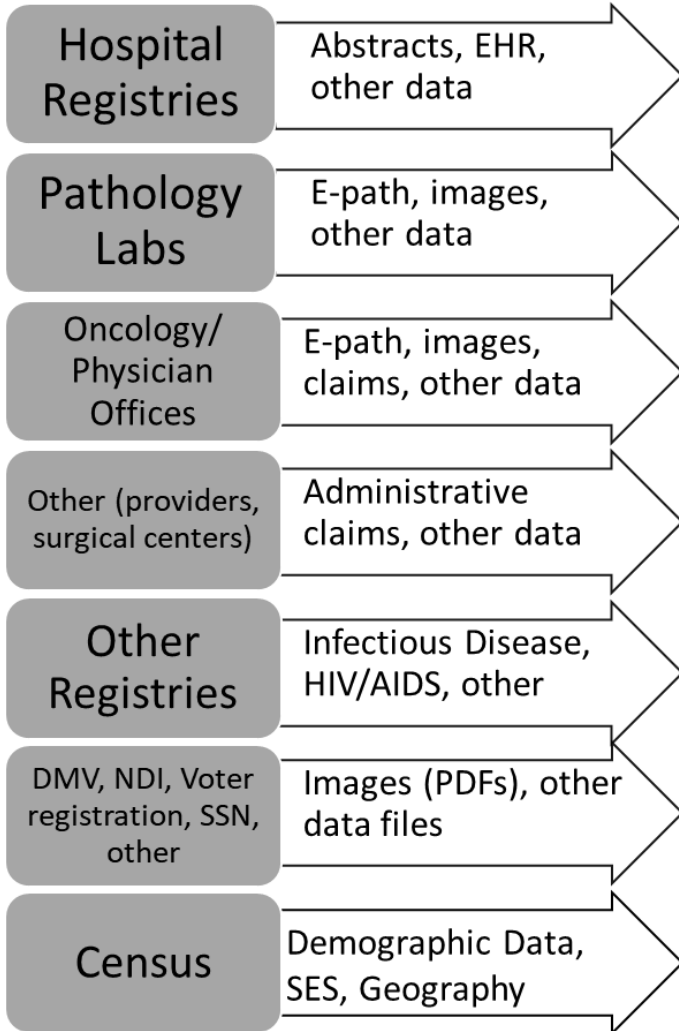 Hospital
Registries
Abstracts, EHR,
other data
Pathology
Labs
E-path, images,
other data
Oncology/
Physician
Offices
E-path, images,
claims, other data
Other (providers,
surgical centers)
Administrative
claims, other data
Other
Registries
Infectious Disease,
HIV/AIDS, other
DMV, NDI, Voter
registration, SSN,
other
Images (PDFs), other
data files
Census
Demographic Data,
SES, Geography